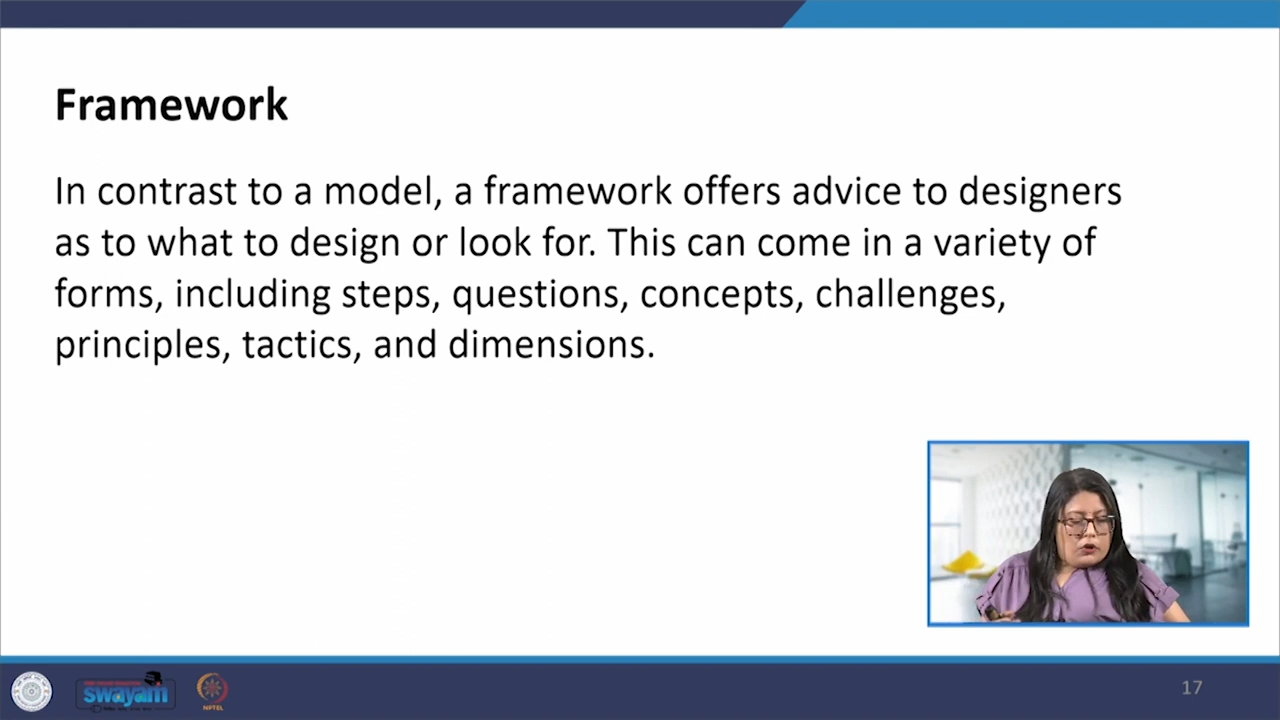 Framework
In contrast to a model, a framework offers advice to designers
as to what to design or look for. This can come in a variety of
forms, including steps, questions, concepts, challenges,
principles, tactics, and dimensions.
swayam
NPTEL
17